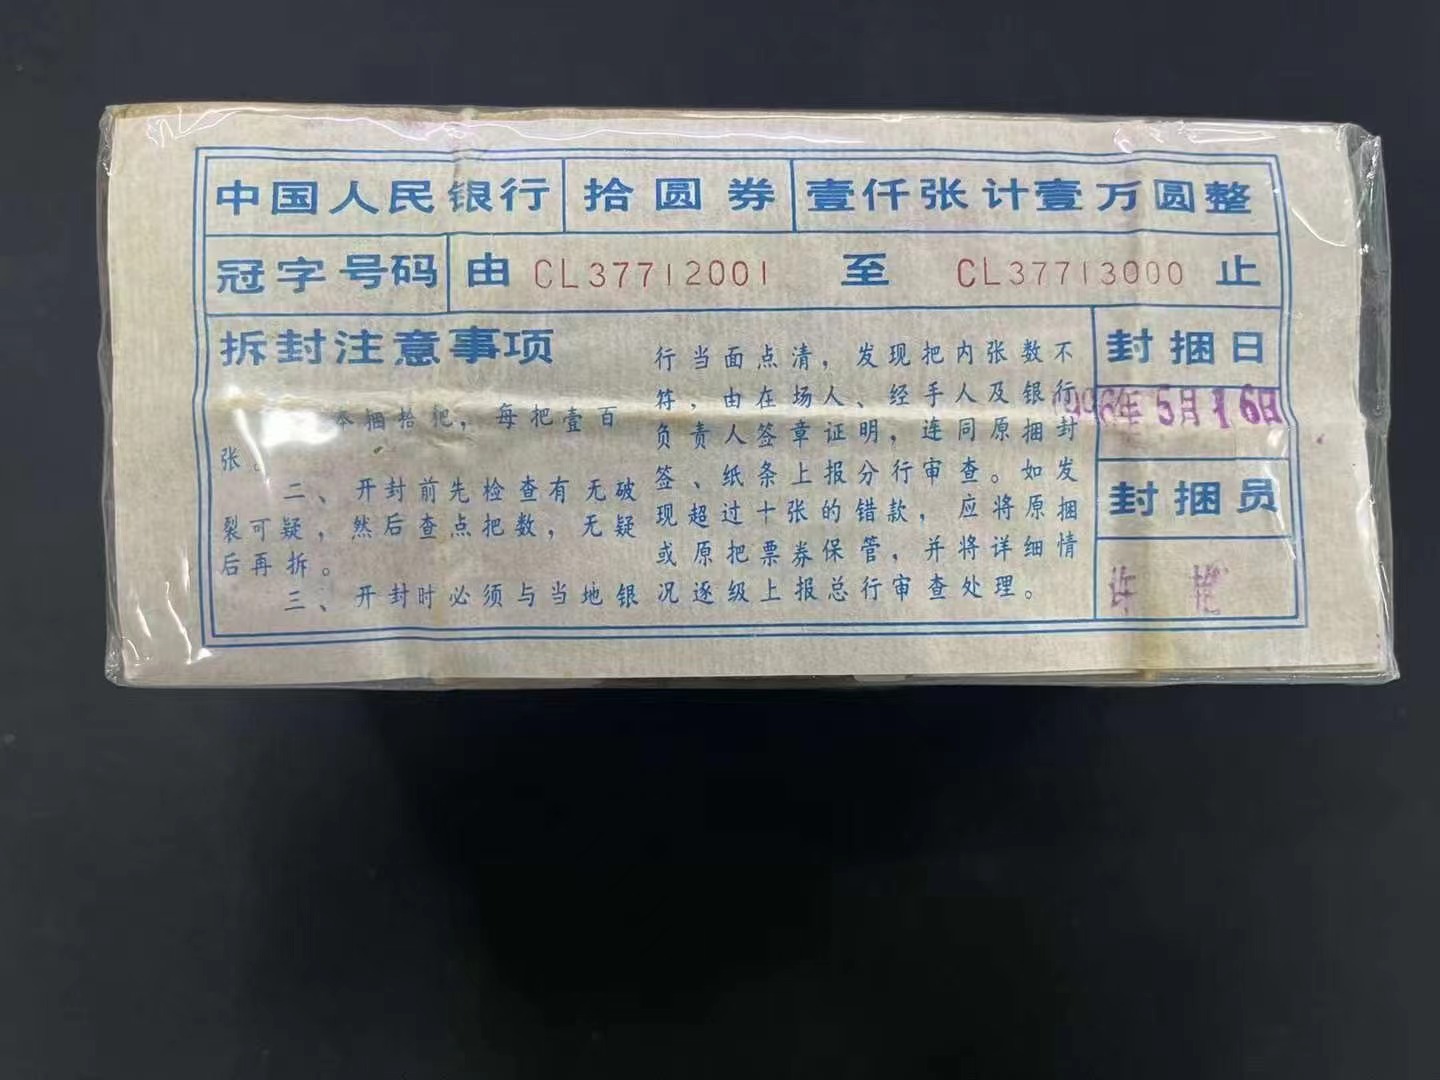 中国人民银行 拾圆券 壹仟张计壹万圆整
冠字号码 由 CL37712001 至 CL37713000 止
拆封注意事项
本捆拾把，每把壹百
张。
二、开封前先检查有无破
裂可疑，然后查点把数，无疑
后再拆。
三、开封时必须与当地银
行当面点清，发现把内张数不
符，由在场人、经手人及银行
负责人签章证明，连同原捆封
签、纸条上报分行审查。如发
现超过十张的错款，应将原捆
或原把票券保管，并将详细情
况逐级上报总行审查处理。
封捆日
年5月16日
封捆员
许